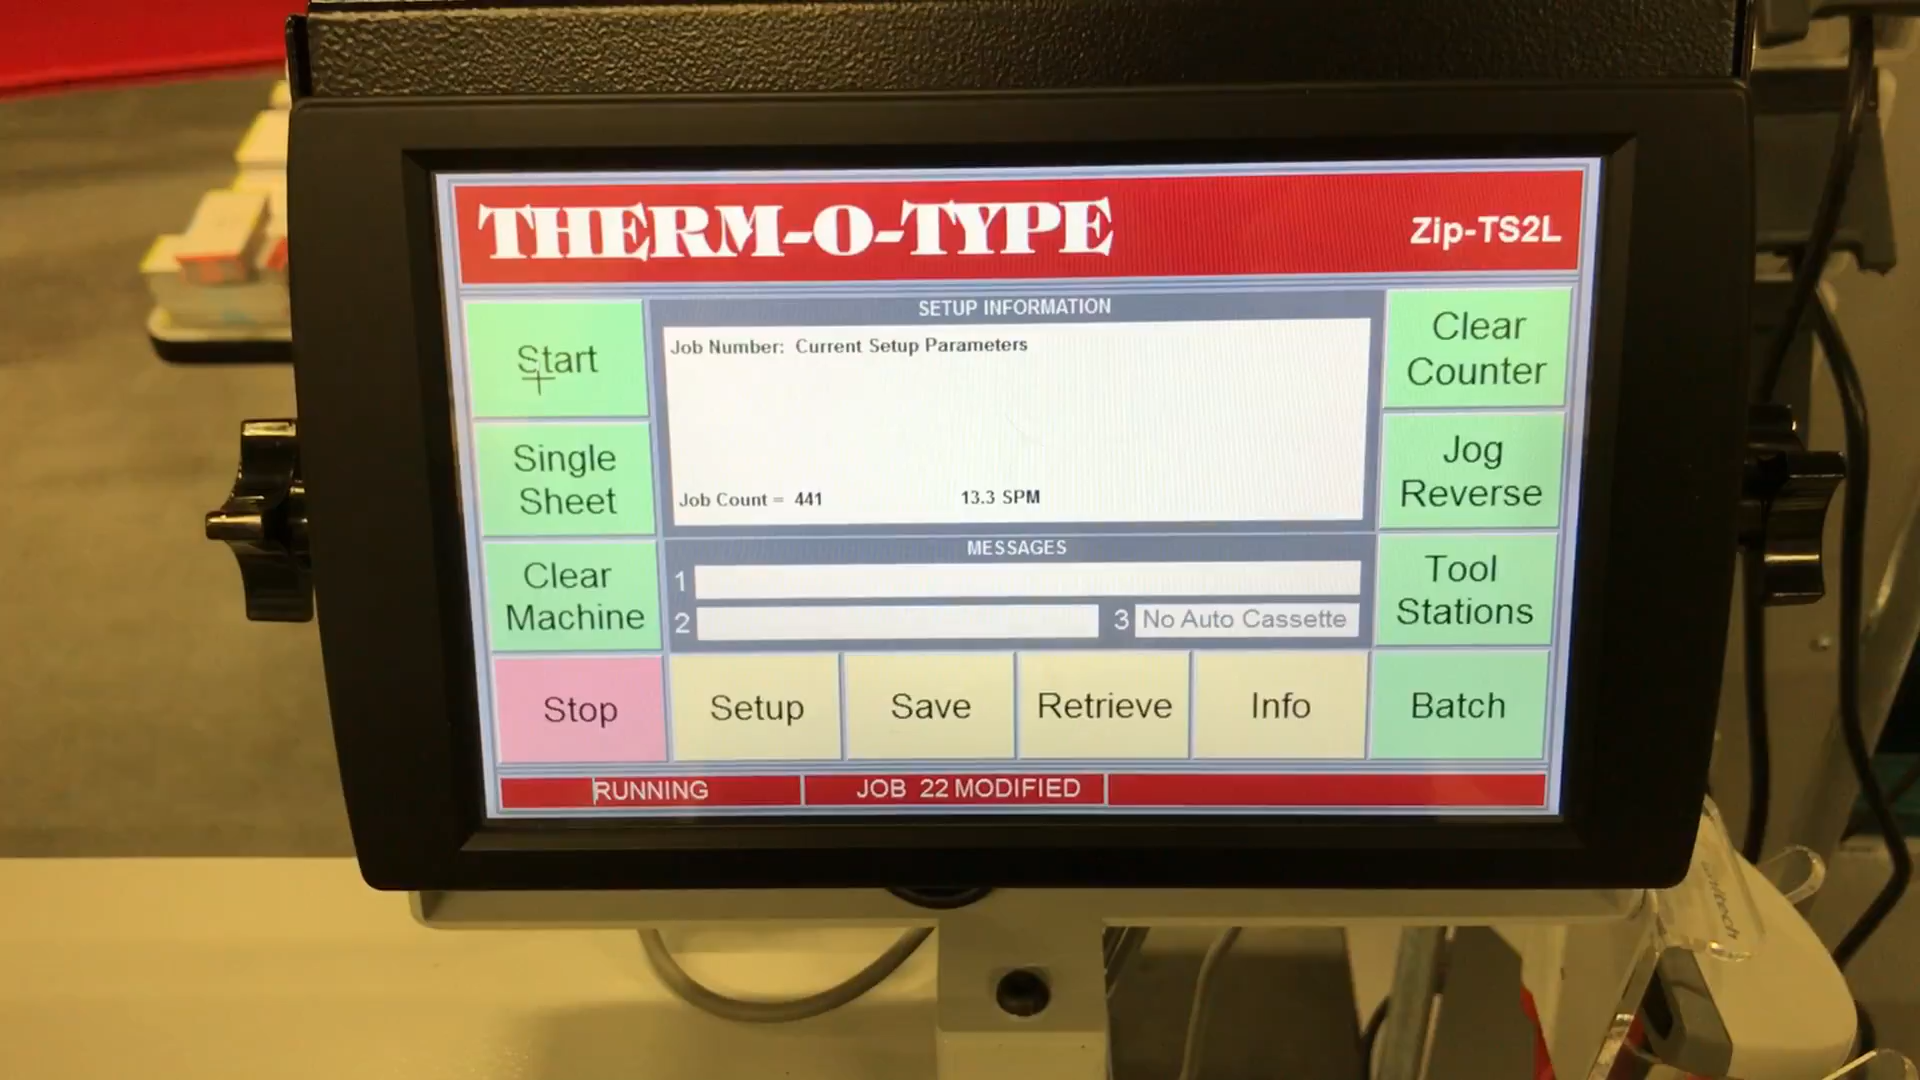 THERM-O-TYPE
Zip-TS2L
Start
Single
Sheet
Clear
Machine
SETUP INFORMATION
Job Number: Current Setup Parameters
Job Count = 441
13.3 SPM
MESSAGES
1
2
3 No Auto Cassette
Clear
Counter
Jog
Reverse
Tool
Stations
Stop
Setup
Save
Retrieve
Info
Batch
RUNNING
JOB 22 MODIFIED